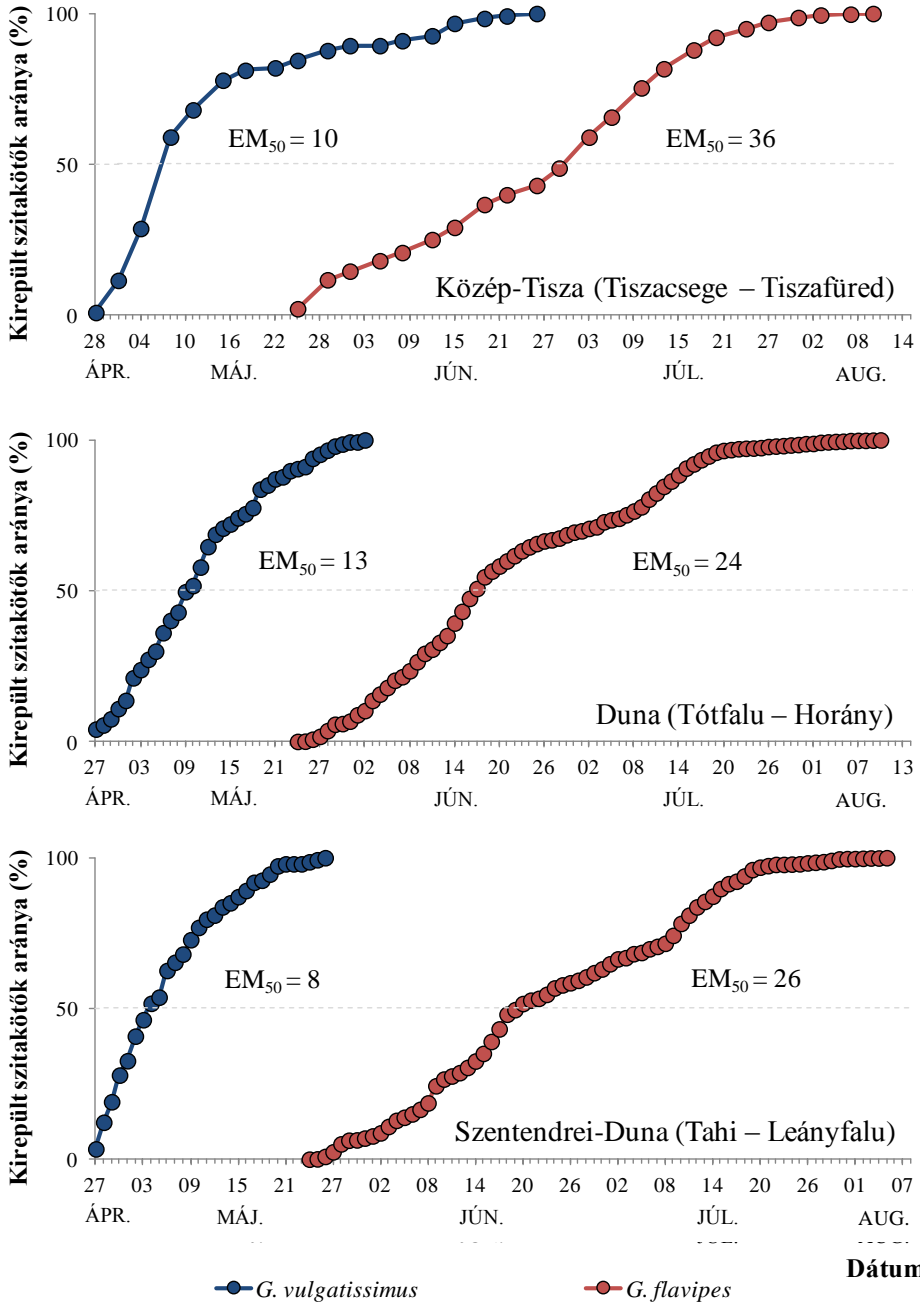 Kirepült szitakötők aránya (%)
100
50
0
EM50 = 10
EM50 = 36
Közép-Tisza (Tiszacsege – Tiszafüred)
28 04 10 16 22 28 03 09 15 21 27 03 09 15 21 27 02 08 14
ÁPR. MÁJ. JÚN. JÚL. AUG.
Kirepült szitakötők aránya (%)
100
50
0
EM50 = 13
EM50 = 24
Duna (Tótfalu – Horány)
27 03 09 15 21 27 02 08 14 20 26 02 08 14 20 26 01 07 13
ÁPR. MÁJ. JÚN. JÚL. AUG.
Kirepült szitakötők aránya (%)
100
50
0
EM50 = 8
EM50 = 26
Szentendrei-Duna (Tahi – Leányfalu)
27 03 09 15 21 27 02 08 14 20 26 02 08 14 20 26 01 07
ÁPR. MÁJ. JÚN. JÚL. AUG.
Dátum
G. vulgatissimus G. flavipes